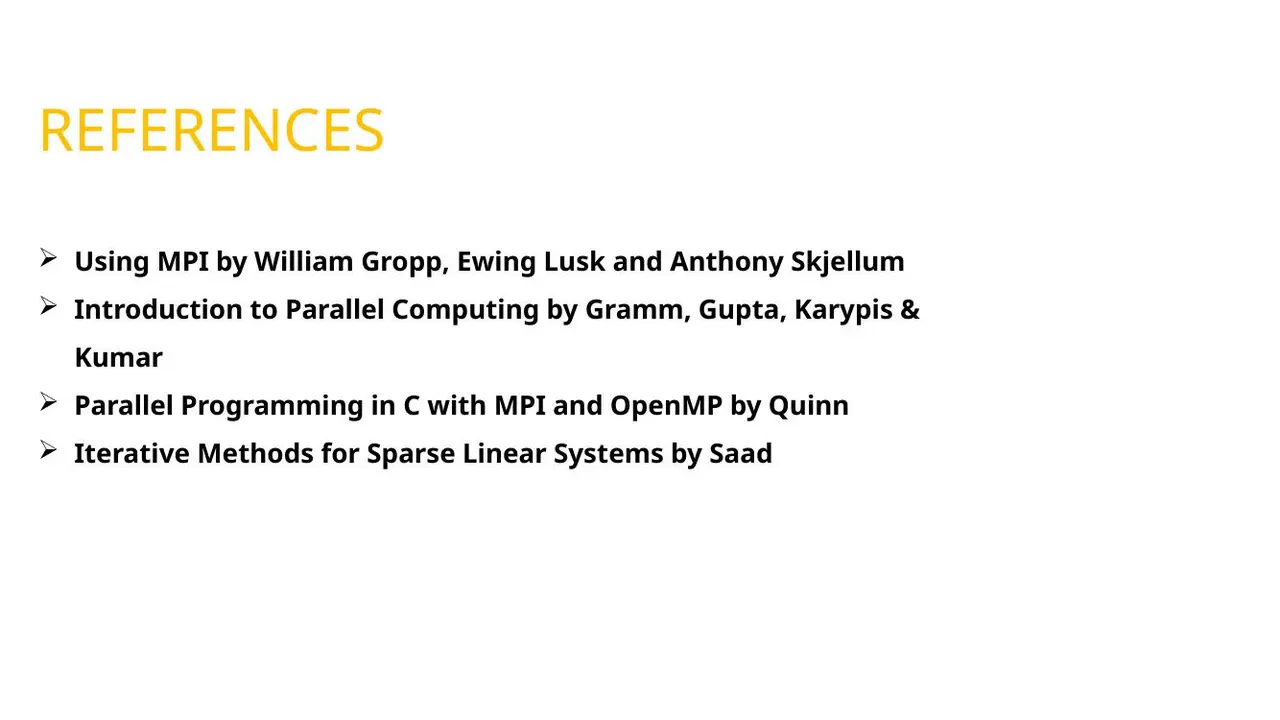 REFERENCES
➢ Using MPI by William Gropp, Ewing Lusk and Anthony Skjellum
➢ Introduction to Parallel Computing by Gramm, Gupta, Karypis &
Kumar
➢ Parallel Programming in C with MPI and OpenMP by Quinn
➢ Iterative Methods for Sparse Linear Systems by Saad